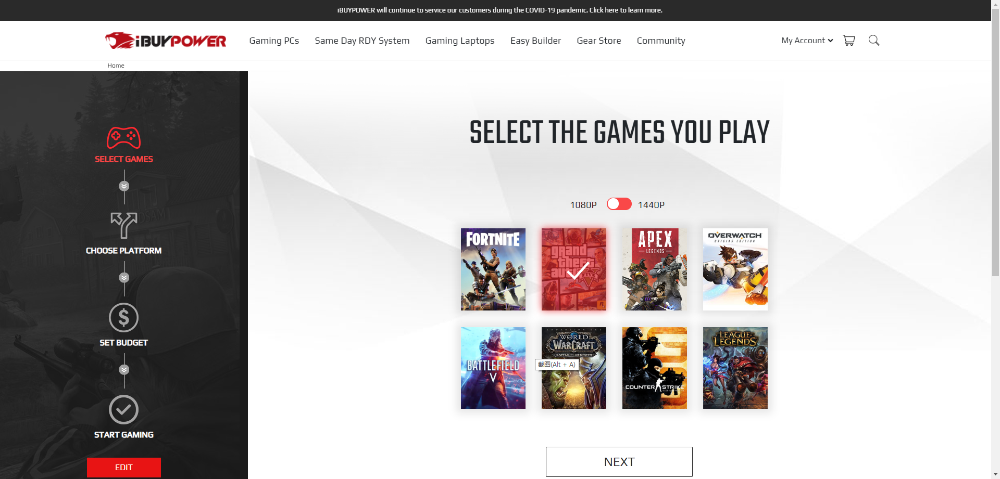 iBUYPOWER will continue to service our customers during the COVID-19 pandemic. Click here to learn more.
iBUYPOWER
Gaming PCs
Same Day RDY System
Gaming Laptops
Easy Builder
Gear Store
Community
My Account
Home
SELECT GAMES
CHOOSE PLATFORM
SET BUDGET
START GAMING
EDIT
SELECT THE GAMES YOU PLAY
1080P
1440P
FORTNITE
grand
theft
auto
FIVE
V
R
APEX
LEGENDS
OVERWATCH
ORIGINS EDITION
BATTLEFIELD
V
EXPANSION SET
WORLD
WARCRAFT
BATTLE FOR AZEROTH
截图(Alt + A)
COUNTER STRIKE
LEAGUE
LEGENDS
NEXT